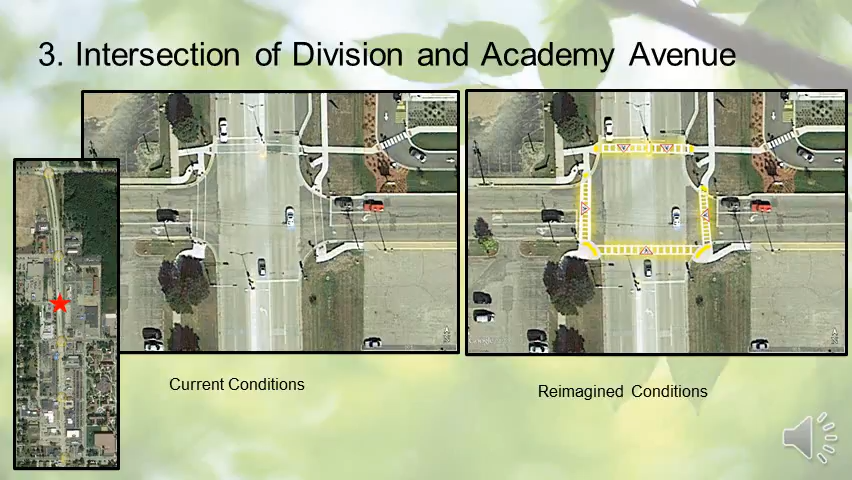 3. Intersection of Division and Academy Avenue
Current Conditions
Reimagined Conditions